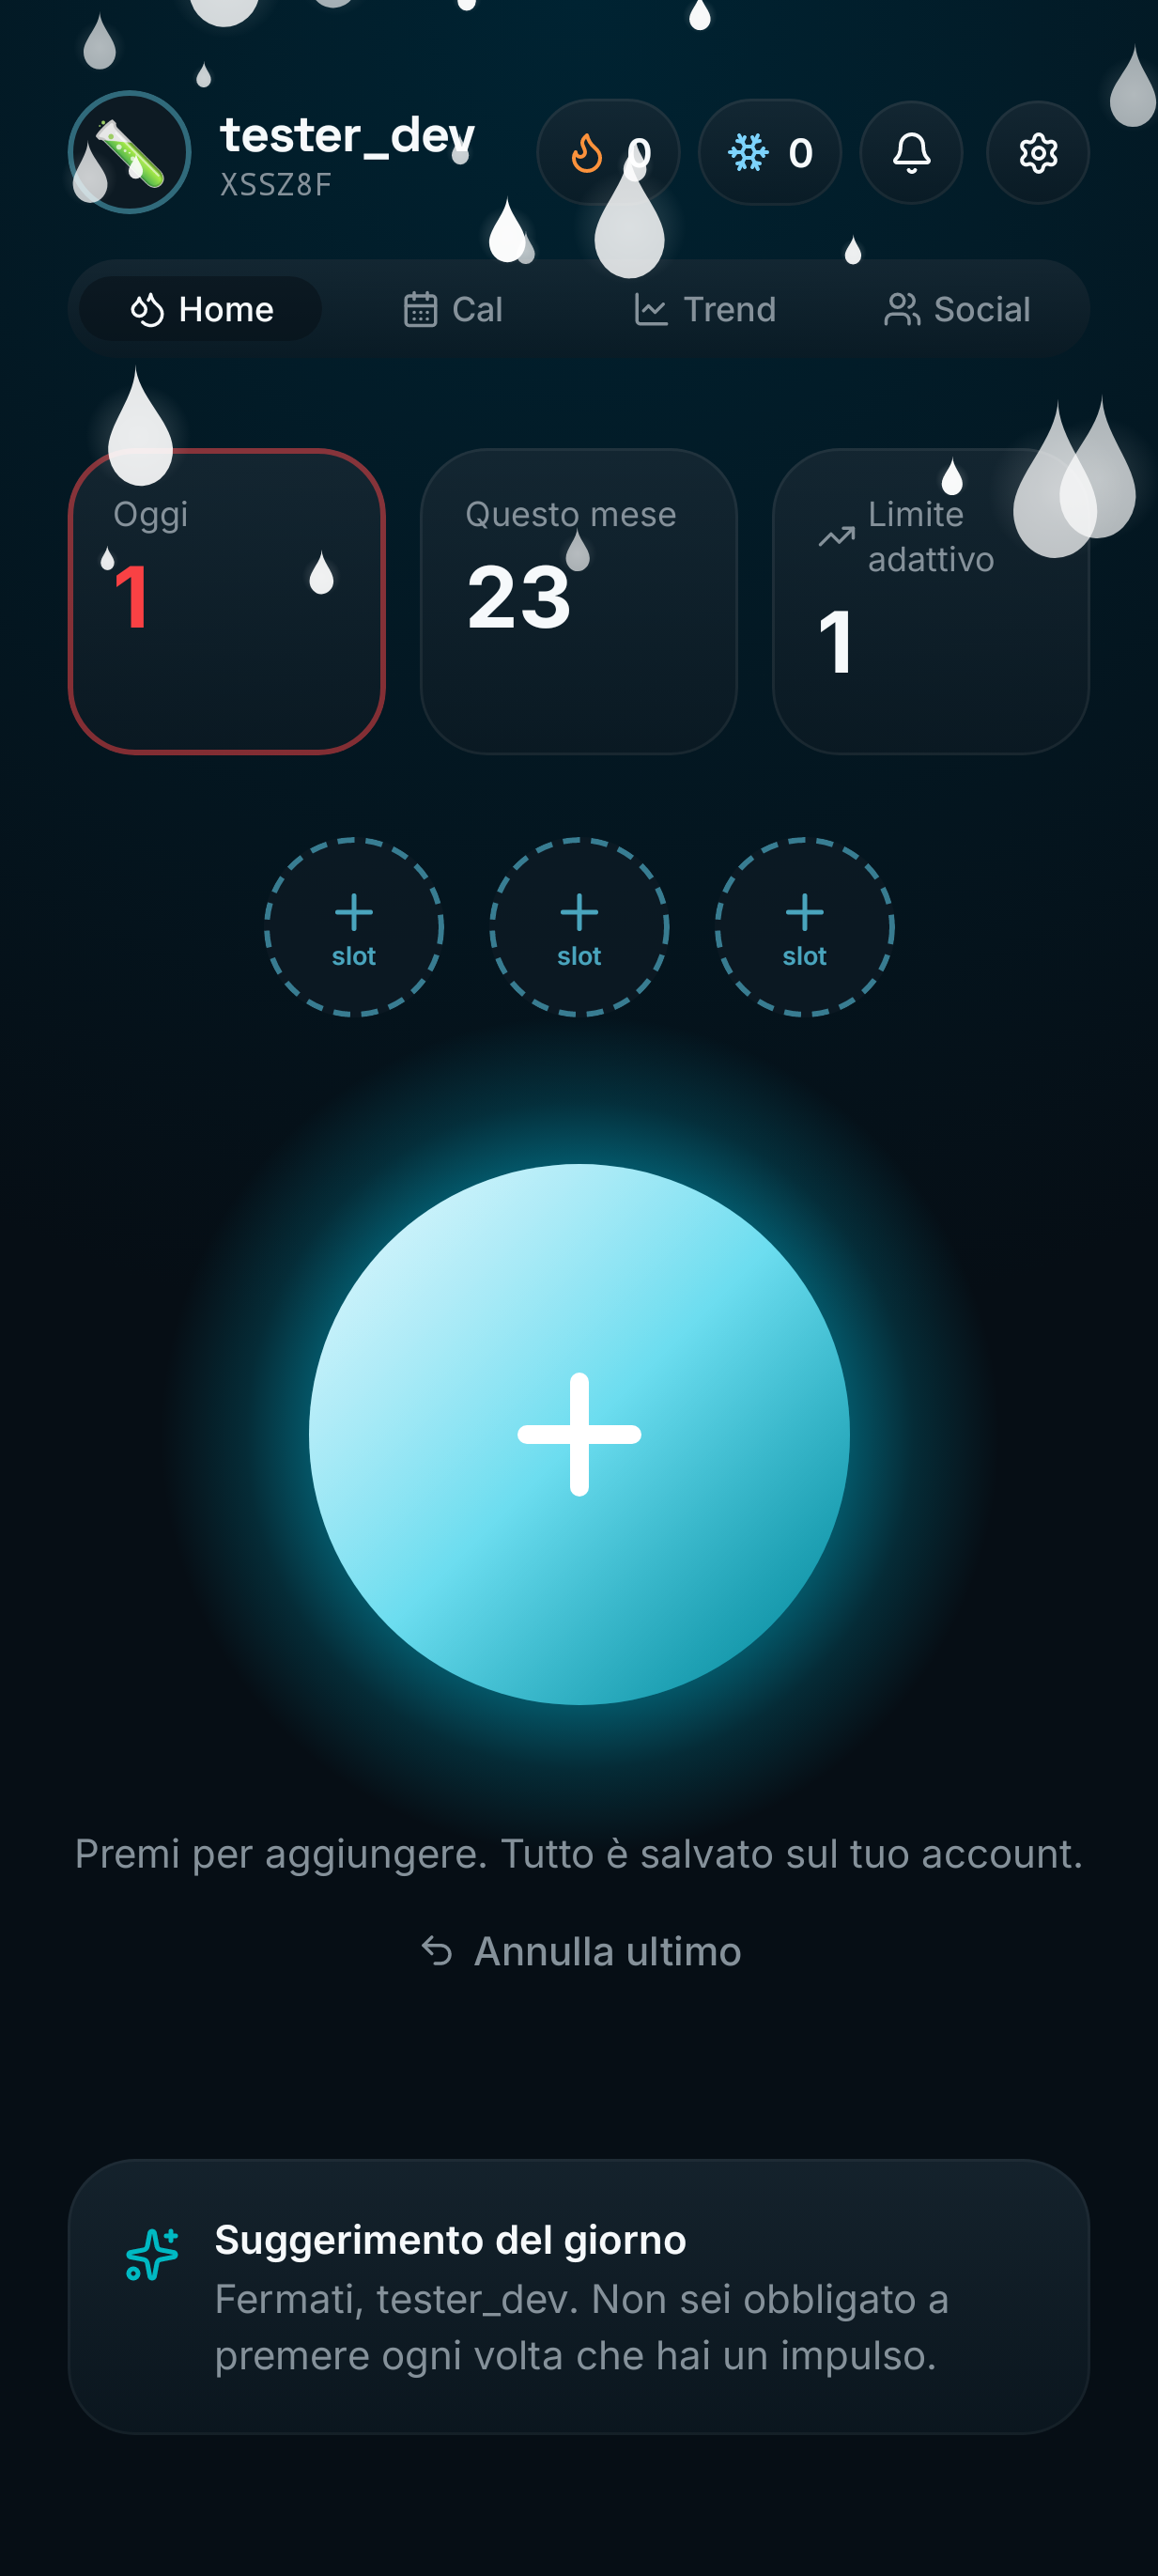 tester_dev
XSSZ8F
0
0
Home
Cal
Trend
Social
Oggi
1
Questo mese
23
Limite
adattivo
1
slot
slot
slot
Premi per aggiungere. Tutto è salvato sul tuo account.
Annulla ultimo
Suggerimento del giorno
Fermati, tester_dev. Non sei obbligato a
premere ogni volta che hai un impulso.